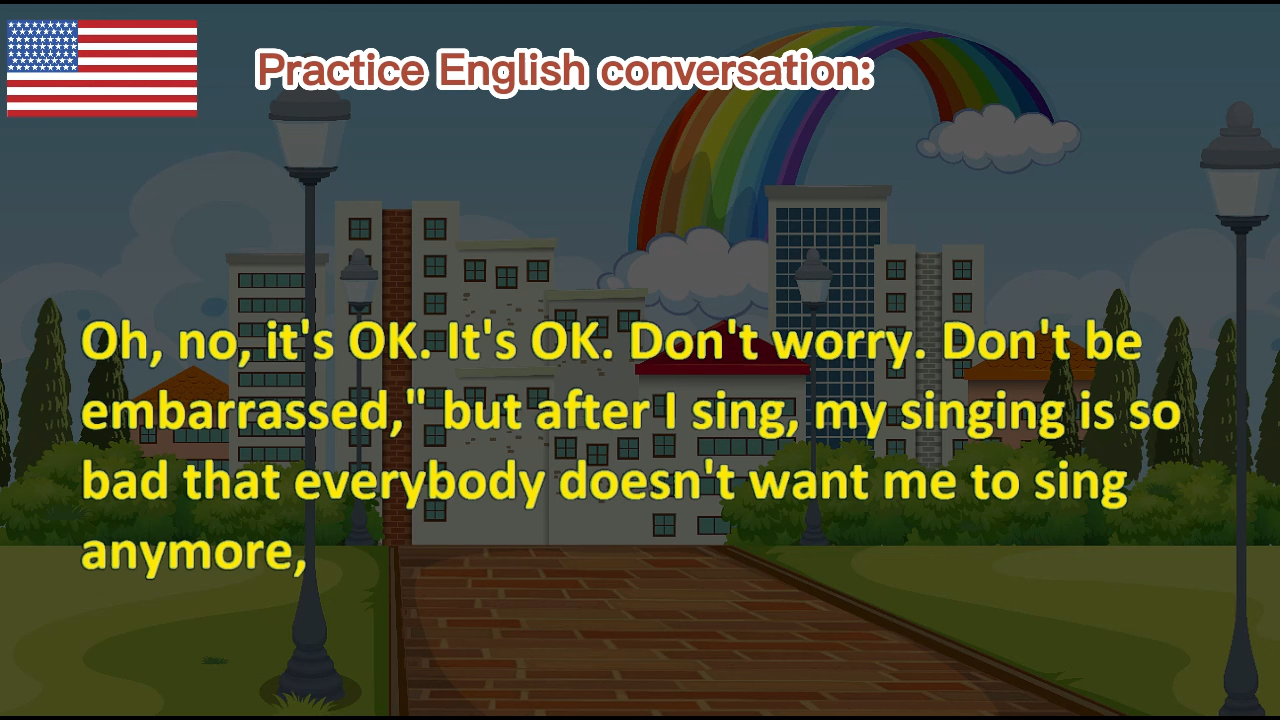 Practice English conversation:
Oh, no, it's OK. It's OK. Don't worry. Don't be
embarrassed," but after I sing, my singing is so
bad that everybody doesn't want me to sing
anymore,